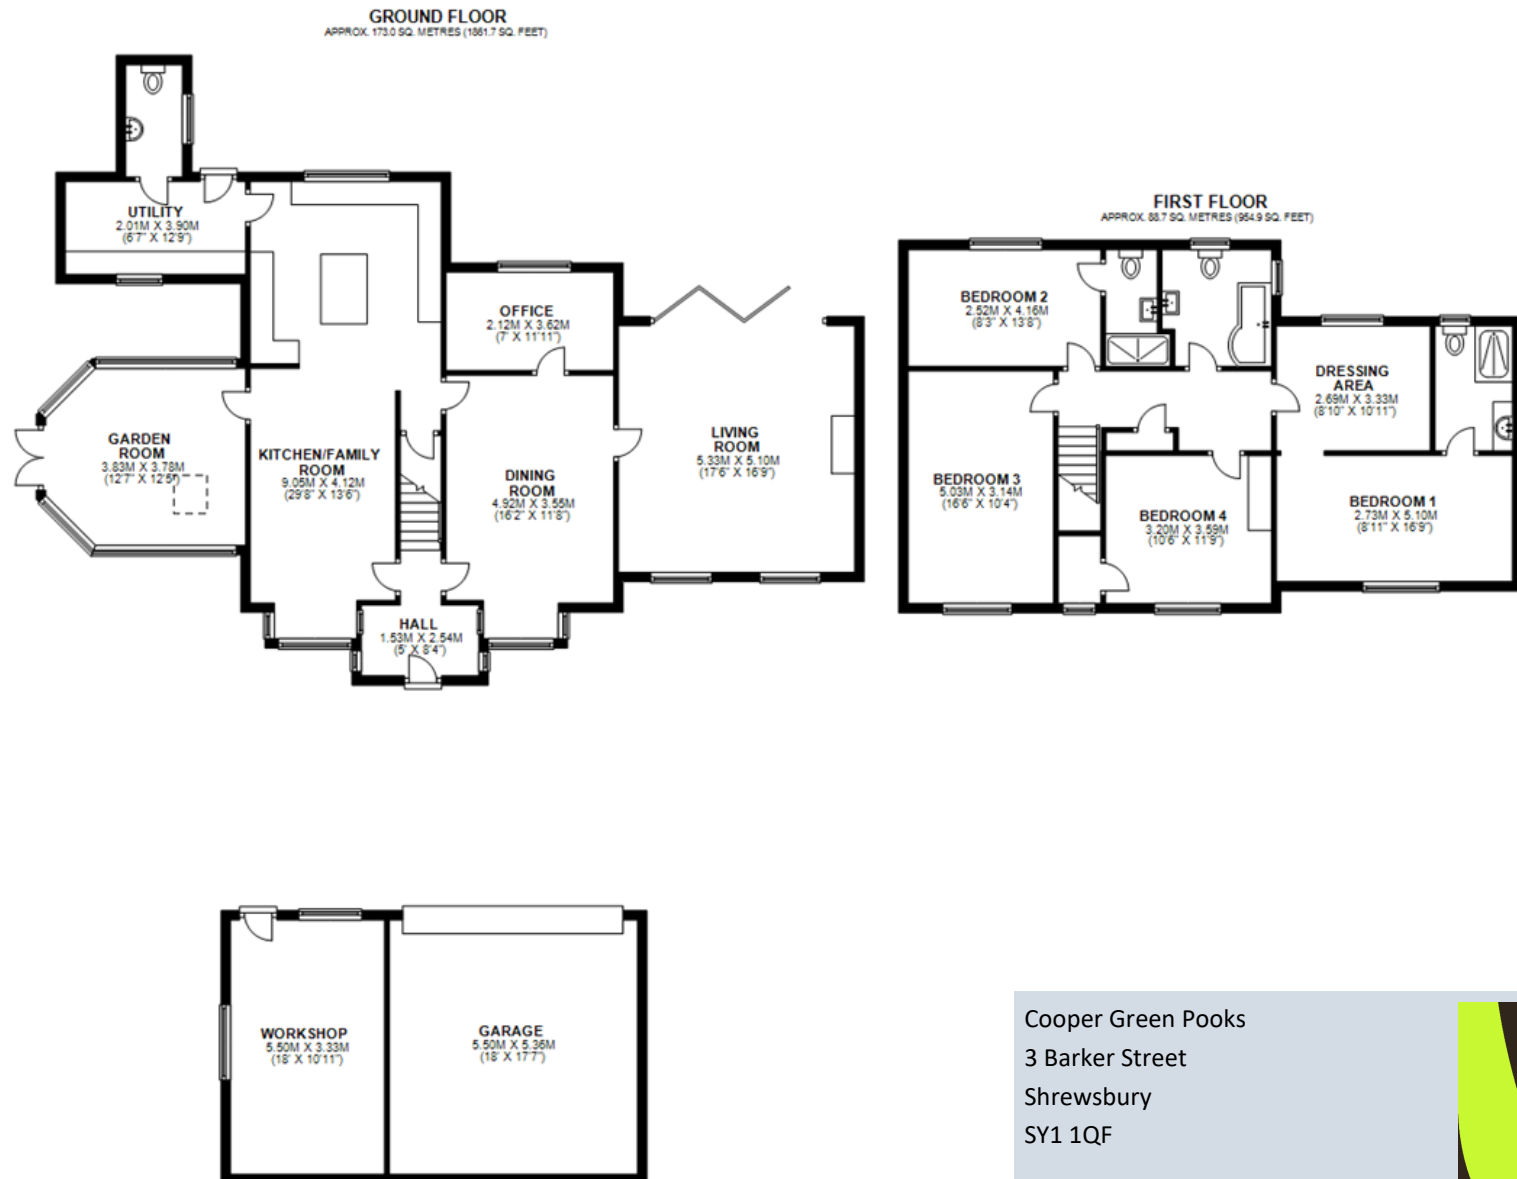 GROUND FLOOR
APPROX. 173.0 SQ. METRES (1861.7 SQ. FEET)
UTILITY
2.01M X 3.90M
(6'7" X 12'9")
OFFICE
2.12M X 3.62M
(7' X 11'11")
GARDEN
ROOM
3.83M X 3.78M
(12'7" X 12'5")
KITCHEN/FAMILY
ROOM
9.05M X 4.12M
(29'8" X 13'6")
DINING
ROOM
4.92M X 3.55M
(16'2" X 11'8")
LIVING
ROOM
5.33M X 5.10M
(17'6" X 16'9")
HALL
1.53M X 2.54M
(5' X 8'4")
FIRST FLOOR
APPROX. 88.7 SQ. METRES (954.9 SQ. FEET)
BEDROOM 2
2.52M X 4.16M
(8'3" X 13'8")
DRESSING
AREA
2.69M X 3.33M
(8'10" X 10'11")
BEDROOM 3
5.03M X 3.14M
(16'6" X 10'4")
BEDROOM 4
3.20M X 3.59M
(10'6" X 11'9")
BEDROOM 1
2.73M X 5.10M
(8'11" X 16'9")
WORKSHOP
5.50M X 3.33M
(18' X 10'11")
GARAGE
5.50M X 5.36M
(18' X 17'7")
Cooper Green Pooks
3 Barker Street
Shrewsbury
SY1 1QF